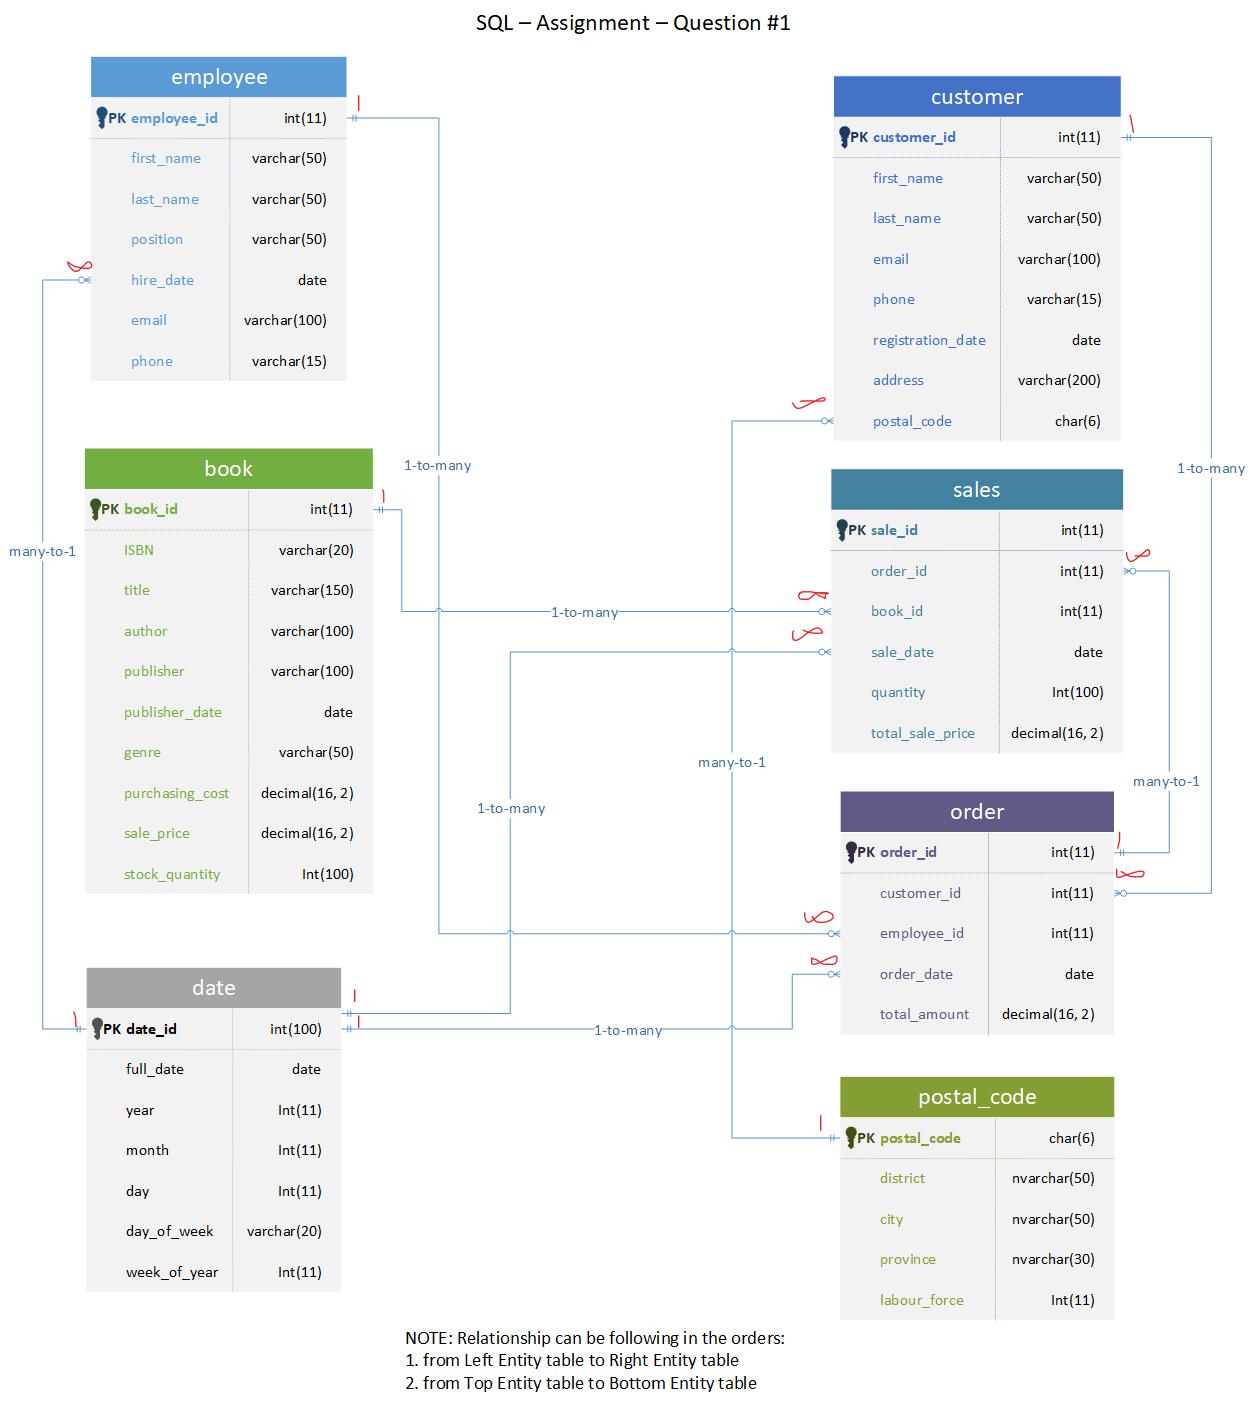 SQL – Assignment – Question #1
employee
PK employee_id int(11)
first_name varchar(50)
last_name varchar(50)
position varchar(50)
hire_date date
email varchar(100)
phone varchar(15)
customer
PK customer_id int(11)
first_name varchar(50)
last_name varchar(50)
email varchar(100)
phone varchar(15)
registration_date date
address varchar(200)
postal_code char(6)
1-to-many
1-to-many
book
PK book_id int(11)
ISBN varchar(20)
title varchar(150)
author varchar(100)
publisher varchar(100)
publisher_date date
genre varchar(50)
purchasing_cost decimal(16, 2)
sale_price decimal(16, 2)
stock_quantity Int(100)
many-to-1
1-to-many
sales
PK sale_id int(11)
order_id int(11)
book_id int(11)
sale_date date
quantity Int(100)
total_sale_price decimal(16, 2)
many-to-1
many-to-1
1-to-many
order
PK order_id int(11)
customer_id int(11)
employee_id int(11)
order_date date
total_amount decimal(16, 2)
date
PK date_id int(100)
full_date date
year Int(11)
month Int(11)
day Int(11)
day_of_week varchar(20)
week_of_year Int(11)
1-to-many
postal_code
PK postal_code char(6)
district nvarchar(50)
city nvarchar(50)
province nvarchar(30)
labour_force Int(11)
NOTE: Relationship can be following in the orders:
1. from Left Entity table to Right Entity table
2. from Top Entity table to Bottom Entity table